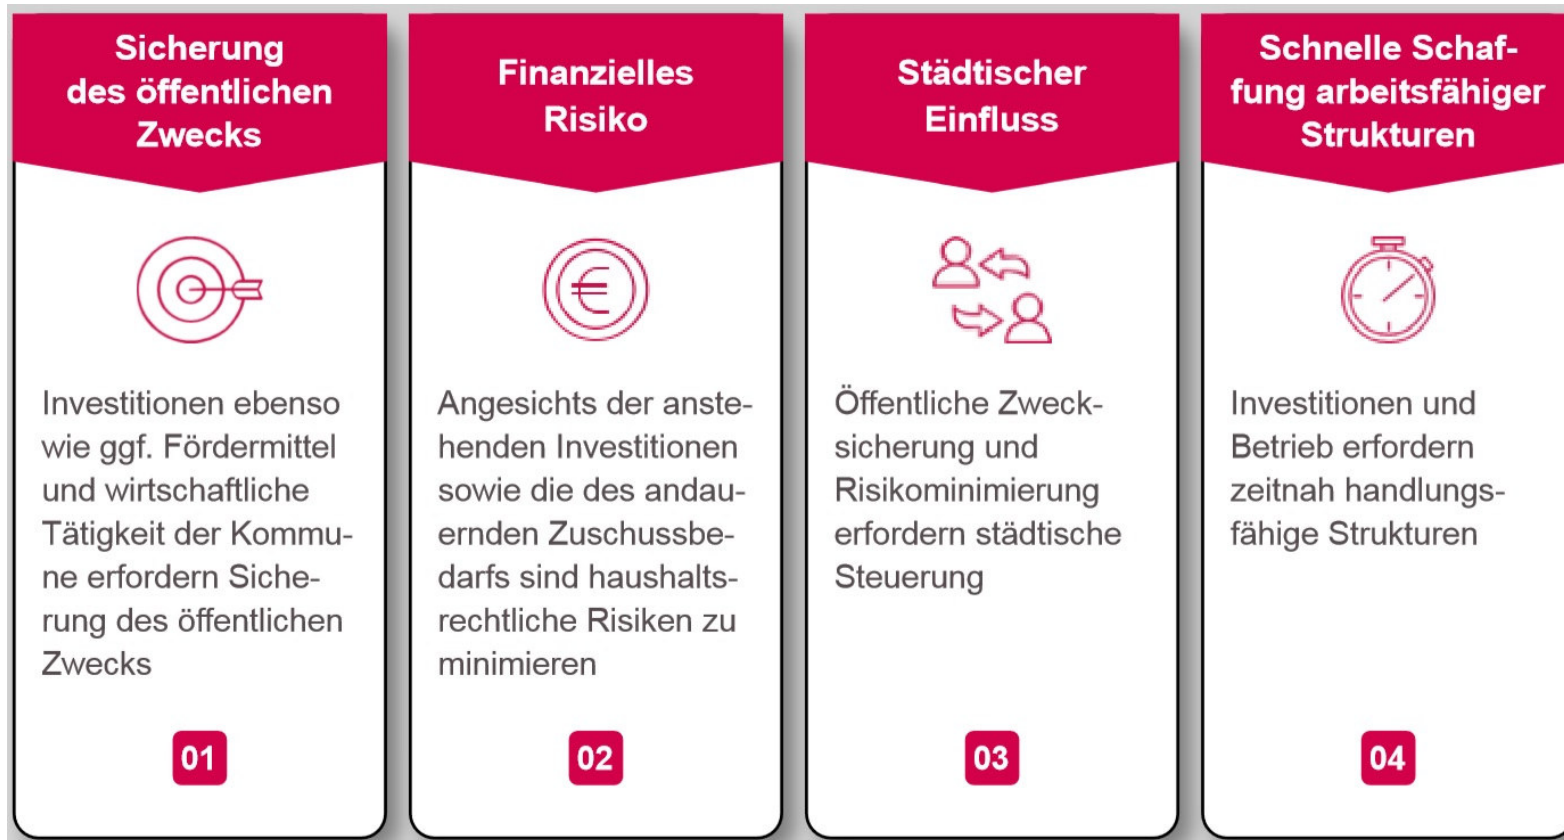 Sicherung
des öffentlichen
Zwecks
Investitionen ebenso
wie ggf. Fördermittel
und wirtschaftliche
Tätigkeit der Kommu-
ne erfordern Siche-
rung des öffentlichen
Zwecks
01
Finanzielles
Risiko
Angesichts der anste-
henden Investitionen
sowie die des andau-
ernden Zuschussbe-
darfs sind haushalts-
rechtliche Risiken zu
minimieren
02
Städtischer
Einfluss
Öffentliche Zweck-
sicherung und
Risikominimierung
erfordern städtische
Steuerung
03
Schnelle Schaf-
fung arbeitsfähiger
Strukturen
Investitionen und
Betrieb erfordern
zeitnah handlungs-
fähige Strukturen
04